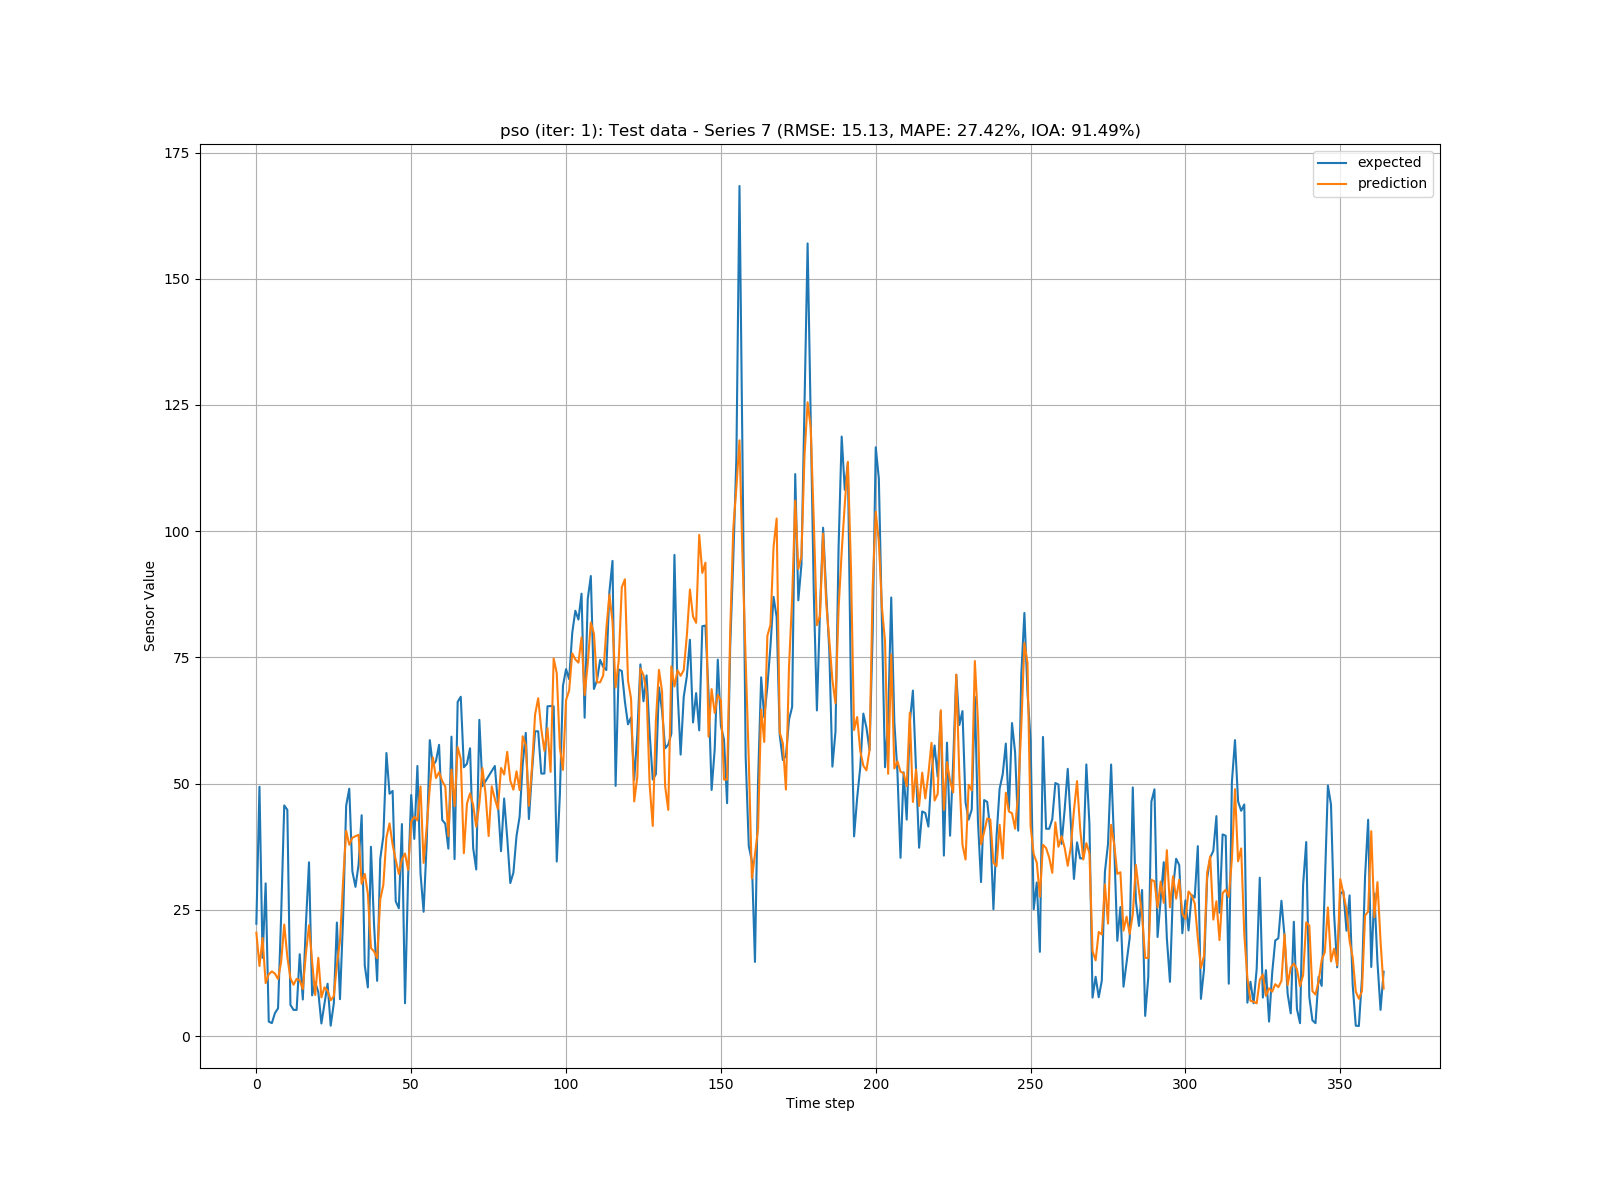 pso (iter: 1): Test data - Series 7 (RMSE: 15.13, MAPE: 27.42%, IOA: 91.49%)
expected
prediction
175
150
125
100
75
50
25
0
Sensor Value
0 50 100 150 200 250 300 350
Time step